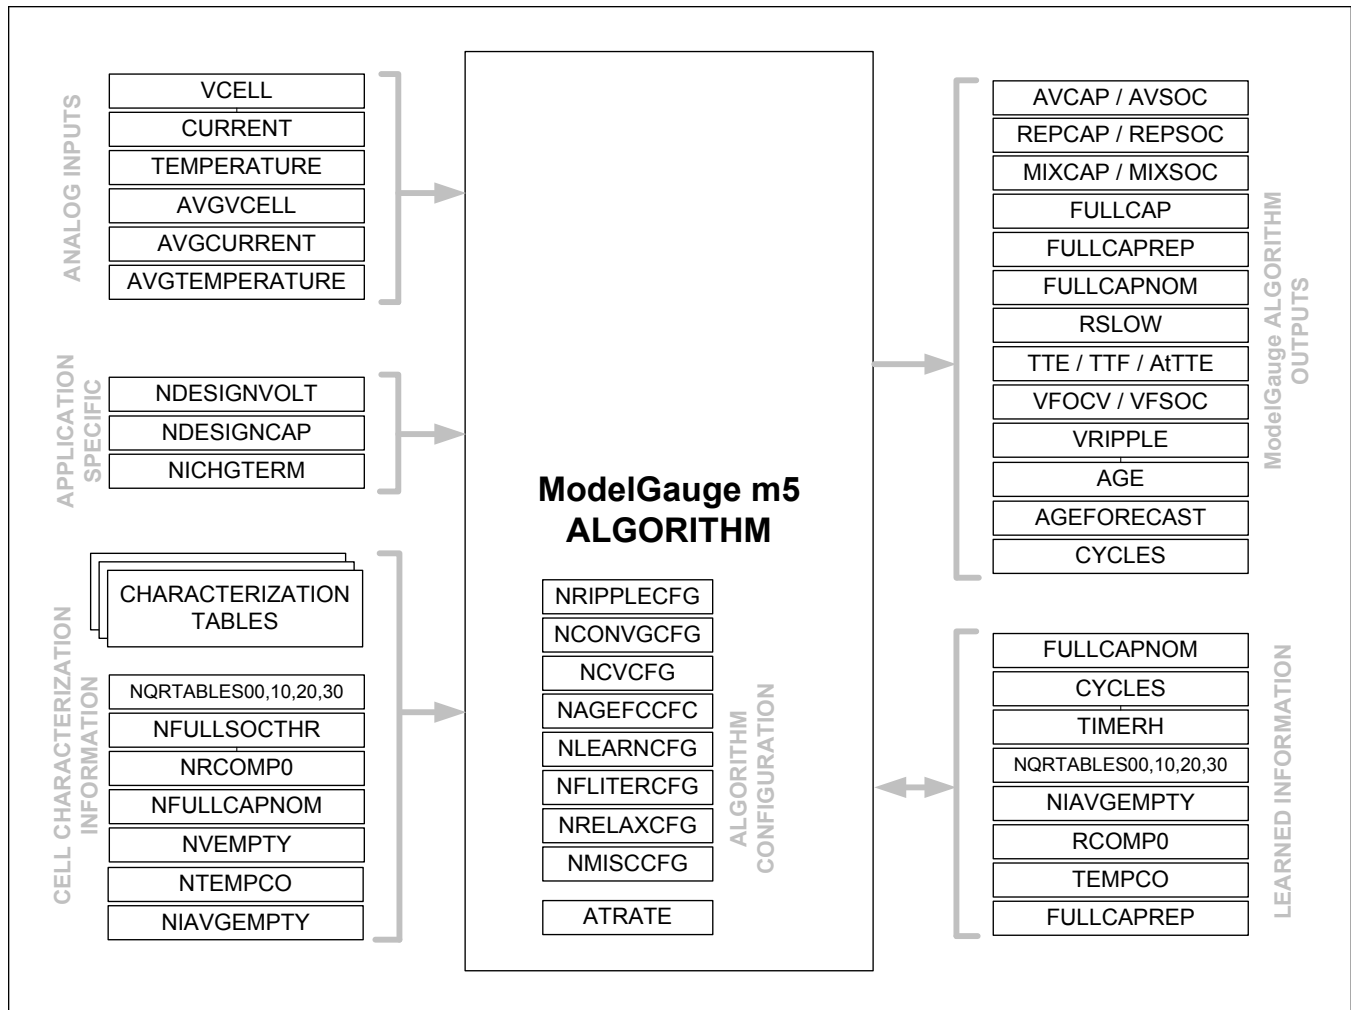 ANALOG INPUTS
VCELL
CURRENT
TEMPERATURE
AVGVCELL
AVGCURRENT
AVGTEMPERATURE
APPLICATION
SPECIFIC
NDESIGNVOLT
NDESIGNCAP
NICHGTERM
CELL CHARACTERIZATION
INFORMATION
CHARACTERIZATION
TABLES
NQRTABLES00,10,20,30
NFULLSOCTHR
NRCOMP0
NFULLCAPNOM
NVEMPTY
NTEMPCO
NIAVGEMPTY
ModelGauge m5
ALGORITHM
NRIPPLECFG
NCONVGCFG
NCVCFG
NAGEFCCFC
NLEARNCFG
NFLITERCFG
NRELAXCFG
NMISCCFG
ATRATE
ALGORITHM
CONFIGURATION
AVCAP / AVSOC
REPCAP / REPSOC
MIXCAP / MIXSOC
FULLCAP
FULLCAPREP
FULLCAPNOM
RSLOW
TTE / TTF / AtTTE
VFOCV / VFSOC
VRIPPLE
AGE
AGEFORECAST
CYCLES
ModelGauge ALGORITHM
OUTPUTS
FULLCAPNOM
CYCLES
TIMERH
NQRTABLES00,10,20,30
NIAVGEMPTY
RCOMP0
TEMPCO
FULLCAPREP
LEARNED INFORMATION